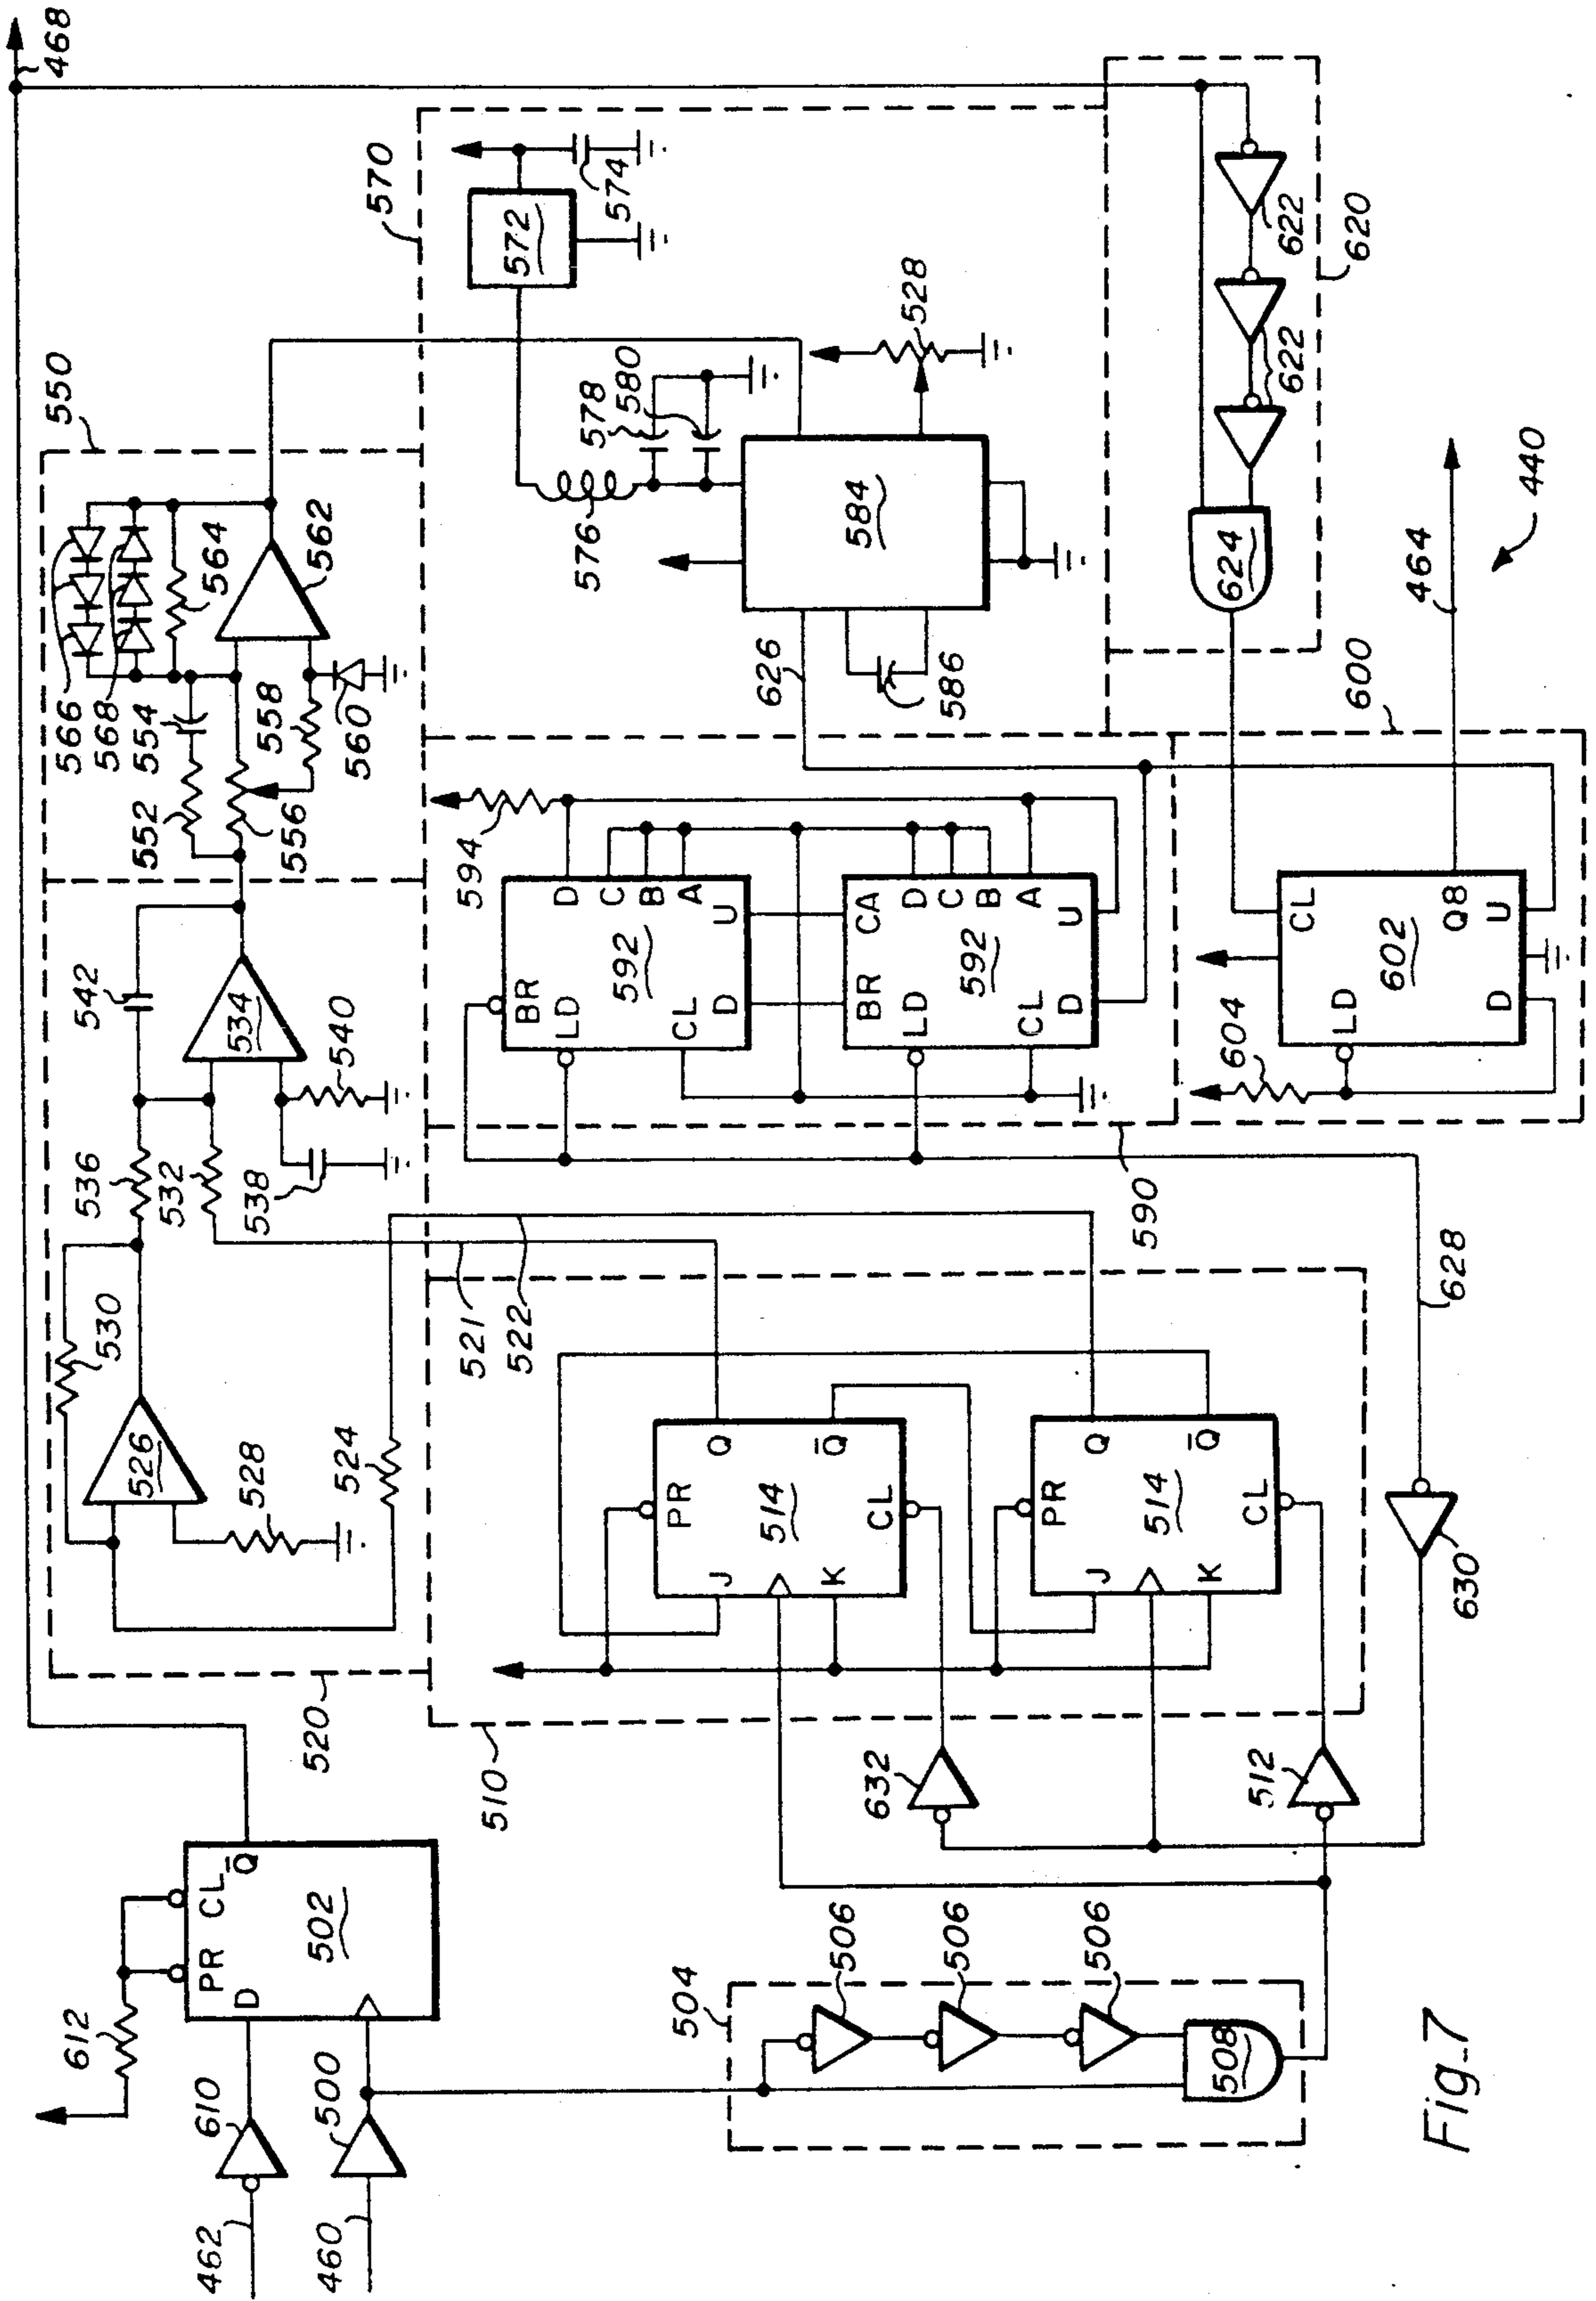 468
550
570
566
568
554
552
556
558
560
562
564
572
574
576
578
580
528
584
586
626
542
534
540
536
532
538
530
526
528
524
520
521
522
594
D
C
B
A
U
BR
LD
592
CL
D
CA
D
C
B
A
U
BR
LD
592
CL
D
590
622
622
620
624
464
440
600
CL
Q8
U
602
LD
D
604
628
630
J
K
PR
514
CL
Q
Q̅
J
K
PR
514
CL
Q
Q̅
510
632
512
612
PR
CL
D
502
Q̅
610
500
462
460
504
506
506
506
508
Fig_7